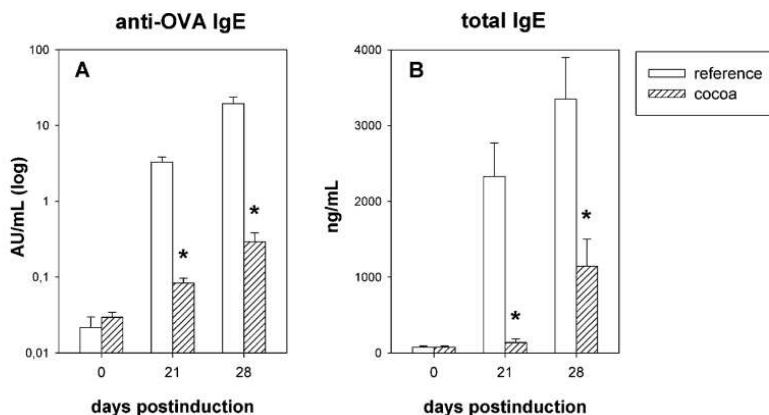 anti-OVA IgE
total IgE
A
B
reference
cocoa
AU/mL (log)
100
10
1
0,1
0,01
*
*
0
21
28
days postinduction
ng/mL
4000
3000
2000
1000
0
*
*
0
21
28
days postinduction